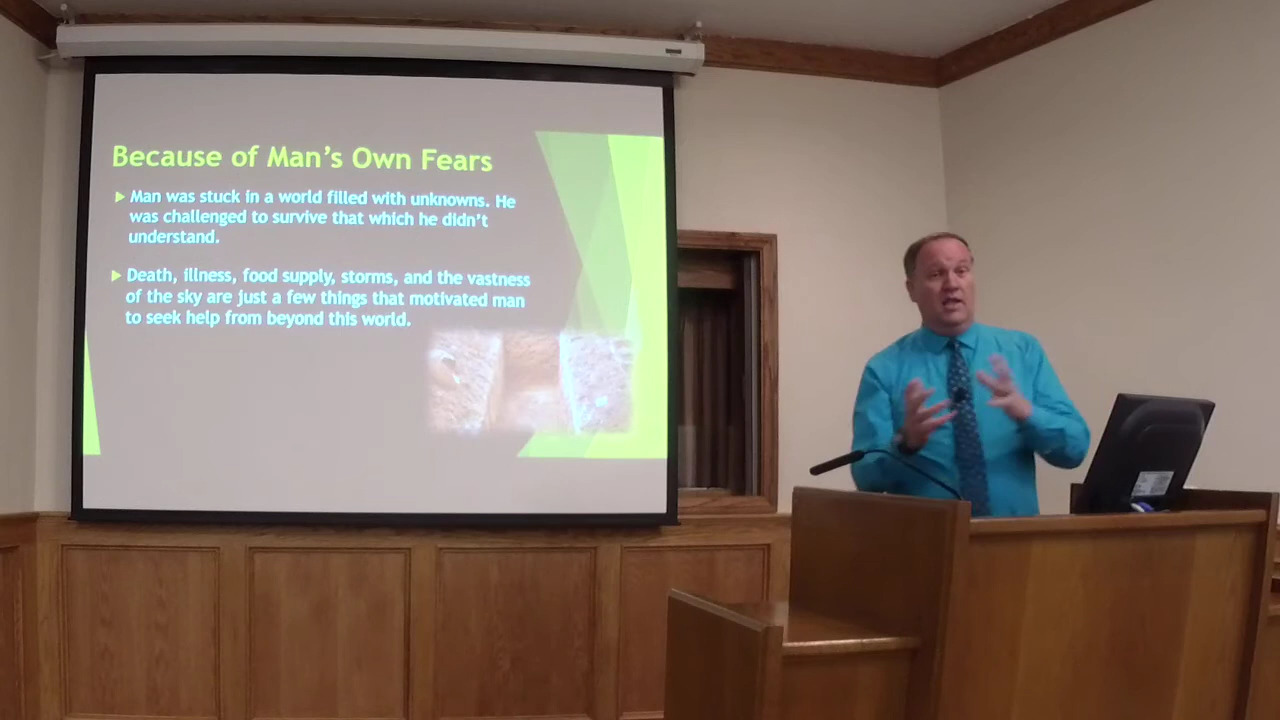 Because of Man's Own Fears
Man was stuck in a world filled with unknowns. He
was challenged to survive that which he didn't
understand.
Death, illness, food supply, storms, and the vastness
of the sky are just a few things that motivated man
to seek help from beyond this world.